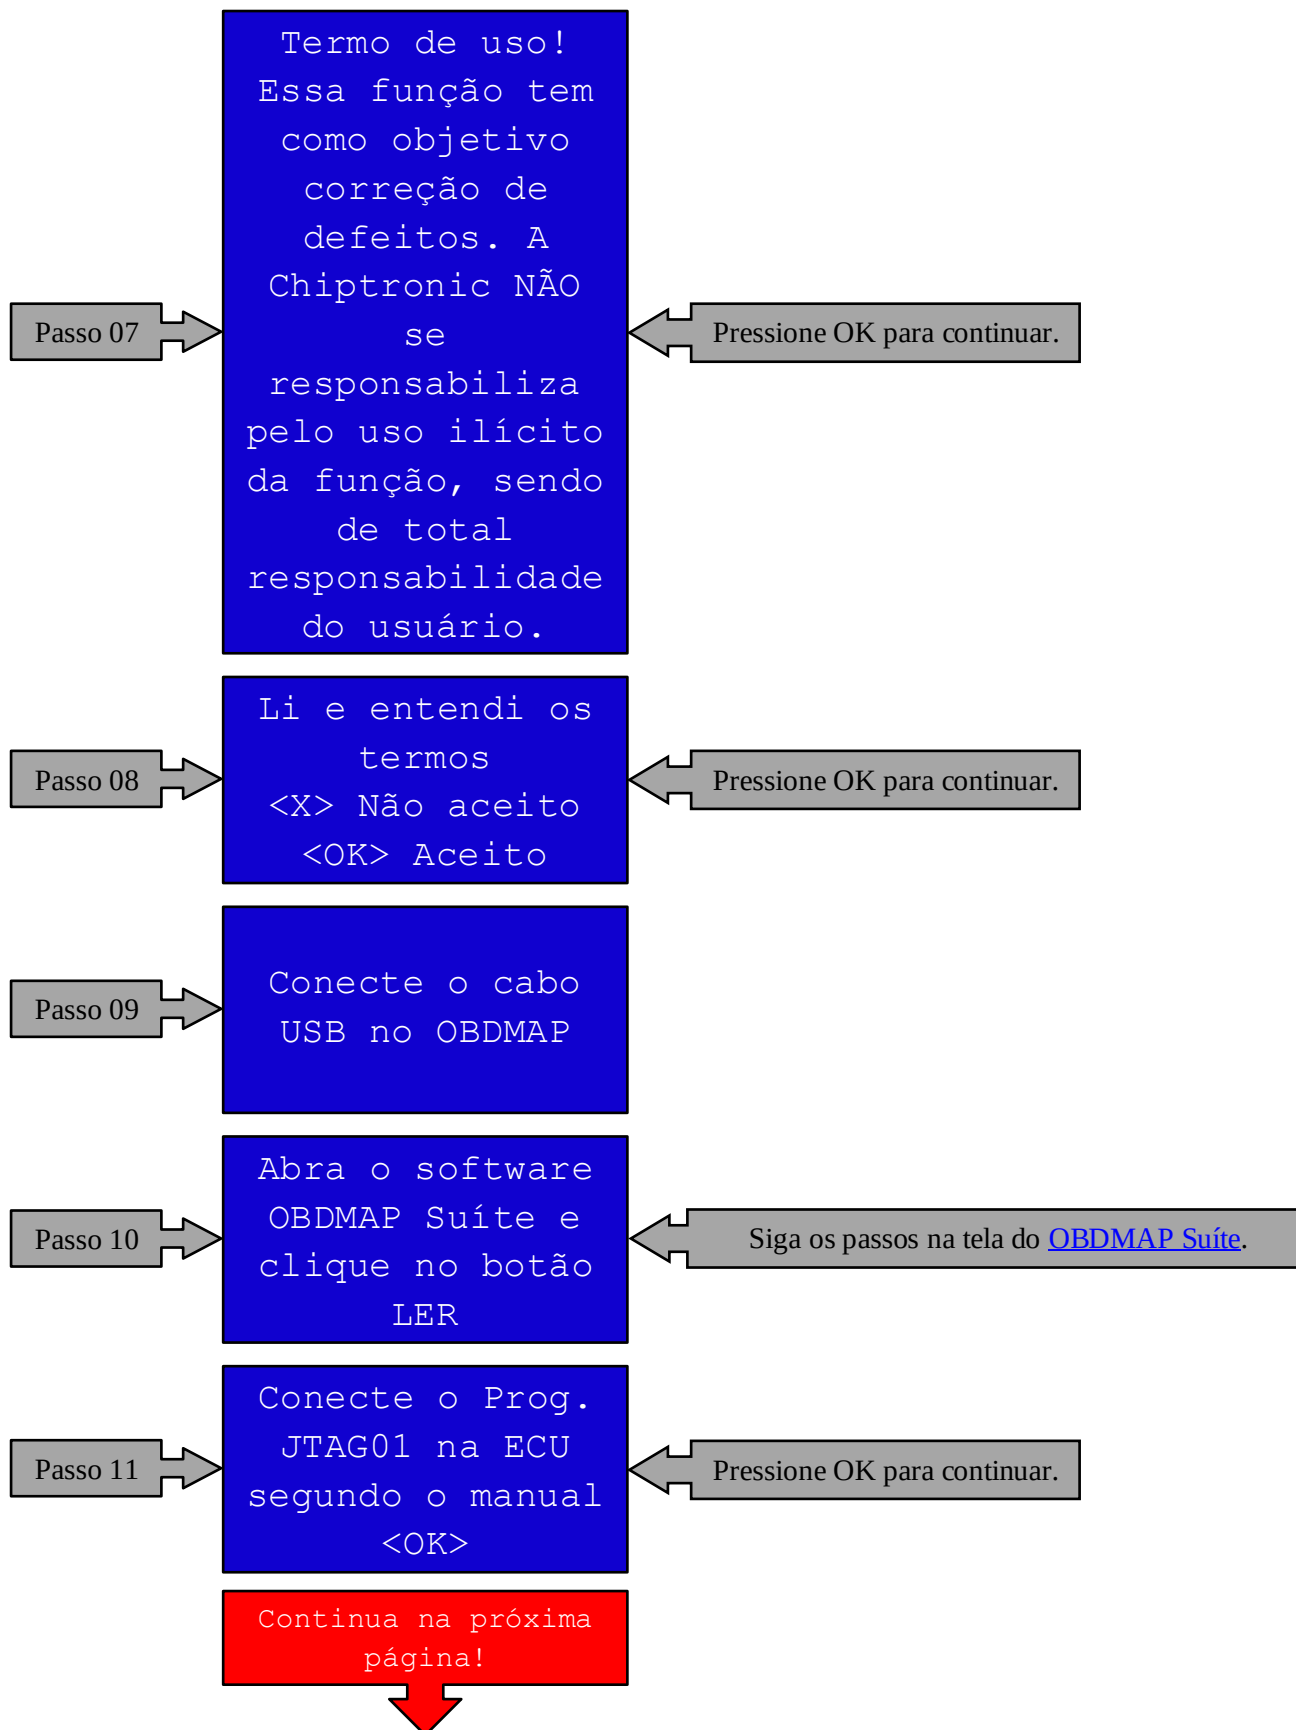 Termo de uso!
Essa função tem
como objetivo
correção de
defeitos. A
Chiptronic NÃO
se
responsabiliza
pelo uso ilícito
da função, sendo
de total
responsabilidade
do usuário.
Passo 07
Pressione OK para continuar.
Li e entendi os
termos
<X> Não aceito
<OK> Aceito
Passo 08
Pressione OK para continuar.
Passo 09
Conecte o cabo
USB no OBDMAP
Abra o software
OBDMAP Suíte e
clique no botão
LER
Passo 10
Siga os passos na tela do OBDMAP Suíte.
Conecte o Prog.
JTAG01 na ECU
segundo o manual
<OK>
Passo 11
Pressione OK para continuar.
Continua na próxima
página!